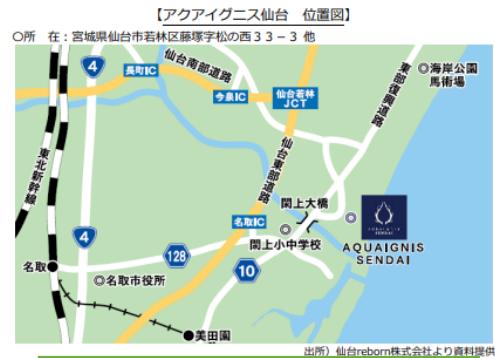 【アクアイグニス仙台　位置図】
〇所　在：宮城県仙台市若林区藤塚字松の西３３－３ 他
4
長町IC
仙台南部道路
今泉IC
仙台若林
JCT
◎海岸公園
馬術場
東部復興道路
東北新幹線
仙台東部道路
閖上大橋
名取IC
閖上小中学校
AQUAIGNIS
SENDAI
AQUAIGNIS
SENDAI
4
128
10
名取
◎名取市役所
美田園
出所）仙台reborn株式会社より資料提供